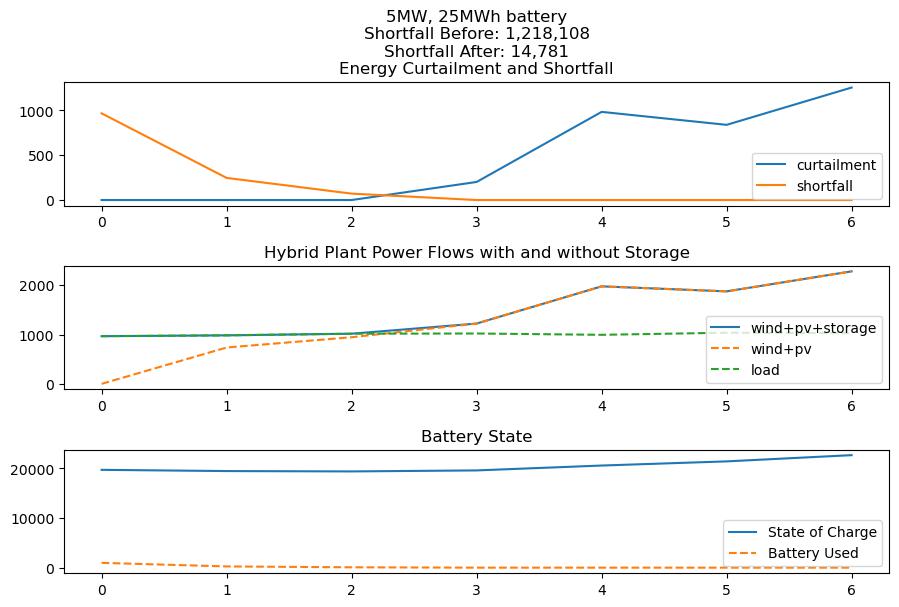 5MW, 25MWh battery
Shortfall Before: 1,218,108
Shortfall After: 14,781
Energy Curtailment and Shortfall
1000
500
0
curtailment
shortfall
0 1 2 3 4 5 6
Hybrid Plant Power Flows with and without Storage
2000
1000
0
wind+pv+storage
wind+pv
load
0 1 2 3 4 5 6
Battery State
20000
10000
0
State of Charge
Battery Used
0 1 2 3 4 5 6